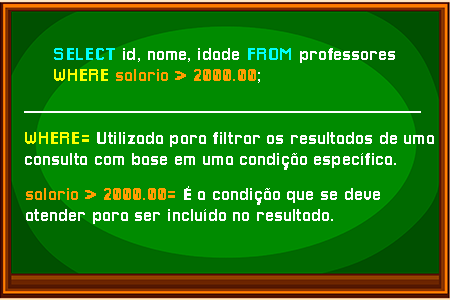 SELECT id, nome, idade FROM professores
WHERE salario > 2000.00;
WHERE= Utilizada para filtrar os resultados de uma
consulta com base em uma condição específica.
salario > 2000.00= É a condição que se deve
atender para ser incluído no resultado.